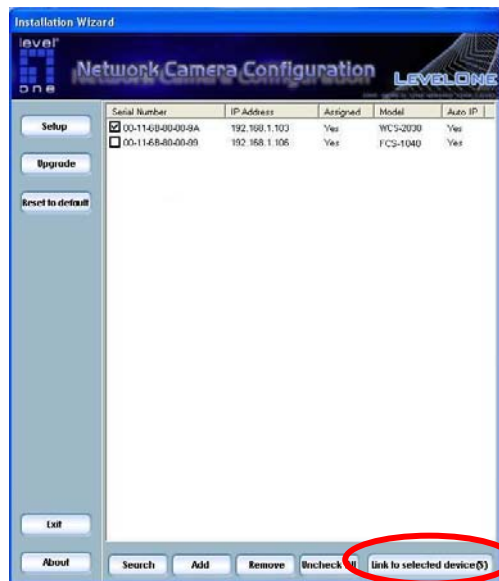 Installation Wizard
level
one
Network Camera Configuration
LEVELONE
Serial Number IP Address Assigned Model Auto IP
00-11-6B-80-00-9A 192.168.1.103 Yes WCS-2030 Yes
00-11-6B-80-00-09 192.168.1.106 Yes FCS-1040 Yes
Setup
Upgrade
Reset to default
Exit
About
Search Add Remove Uncheck Link to selected device(S)